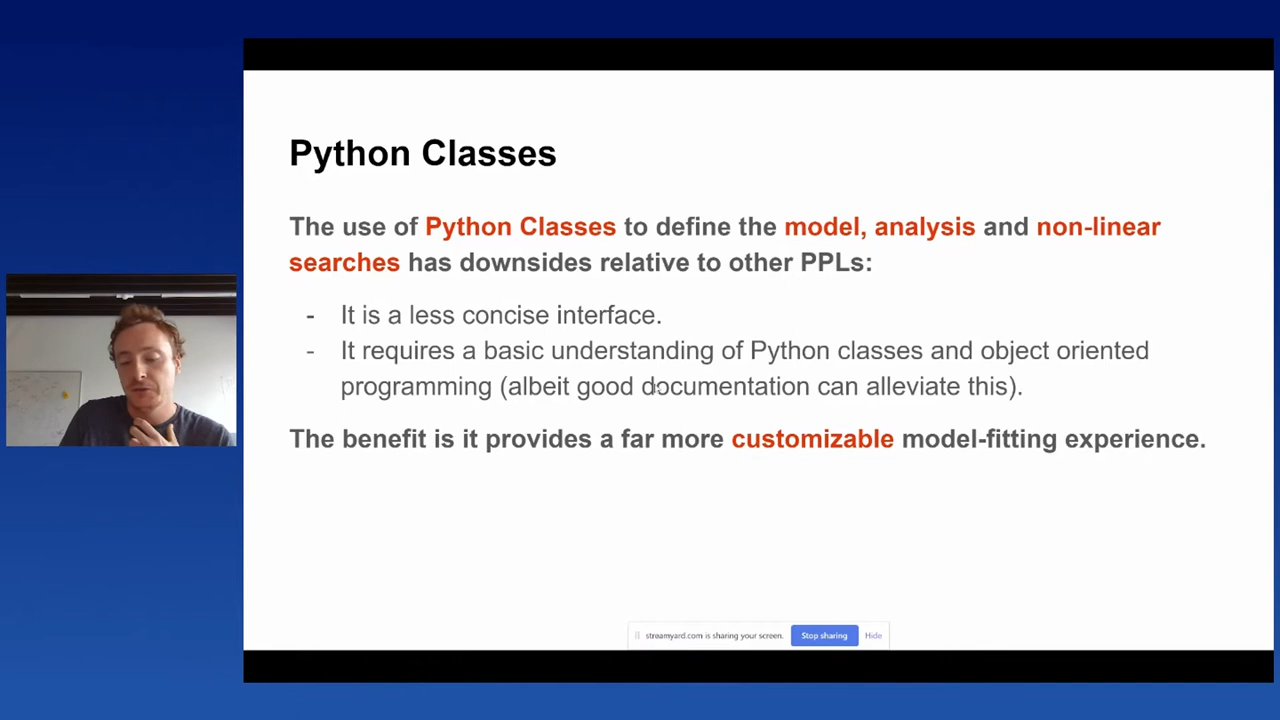 Python Classes
The use of Python Classes to define the model, analysis and non-linear
searches has downsides relative to other PPLs:
- It is a less concise interface.
- It requires a basic understanding of Python classes and object oriented
programming (albeit good documentation can alleviate this).
The benefit is it provides a far more customizable model-fitting experience.
streamyard.com is sharing your screen. Stop sharing Hide